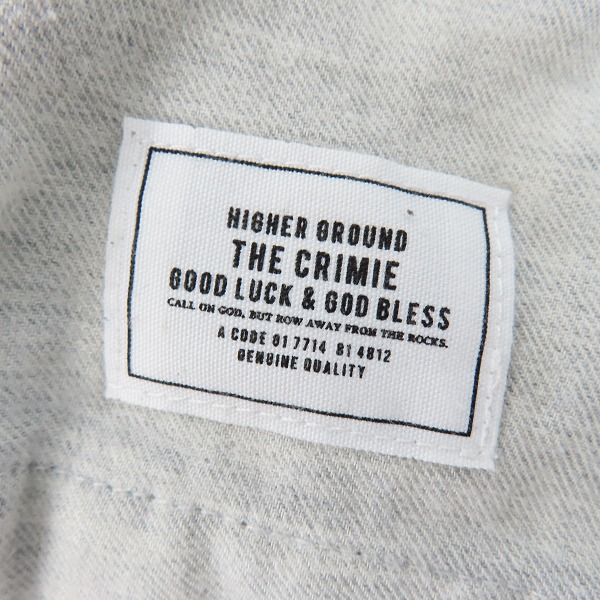 HIGHER GROUND
THE CRIMIE
GOOD LUCK & GOD BLESS
CALL ON GOD, BUT ROW AWAY FROM THE ROCKS.
A CODE 81 7714 81 4812
GENUINE QUALITY